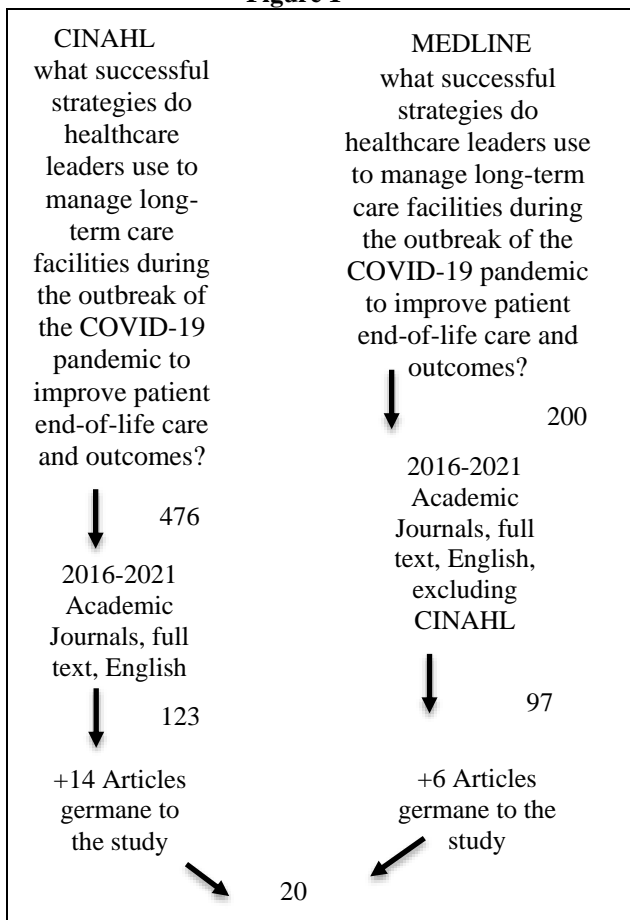 CINAHL
what successful
strategies do
healthcare
leaders use to
manage long-
term care
facilities during
the outbreak of
the COVID-19
pandemic to
improve patient
end-of-life care
and outcomes?
476
2016-2021
Academic
Journals, full
text, English
123
+14 Articles
germane to
the study
MEDLINE
what successful
strategies do
healthcare leaders use
to manage long-term
care facilities during
the outbreak of the
COVID-19 pandemic
to improve patient
end-of-life care and
outcomes?
200
2016-2021
Academic
Journals, full
text, English,
excluding
CINAHL
97
+6 Articles
germane to the
study
20